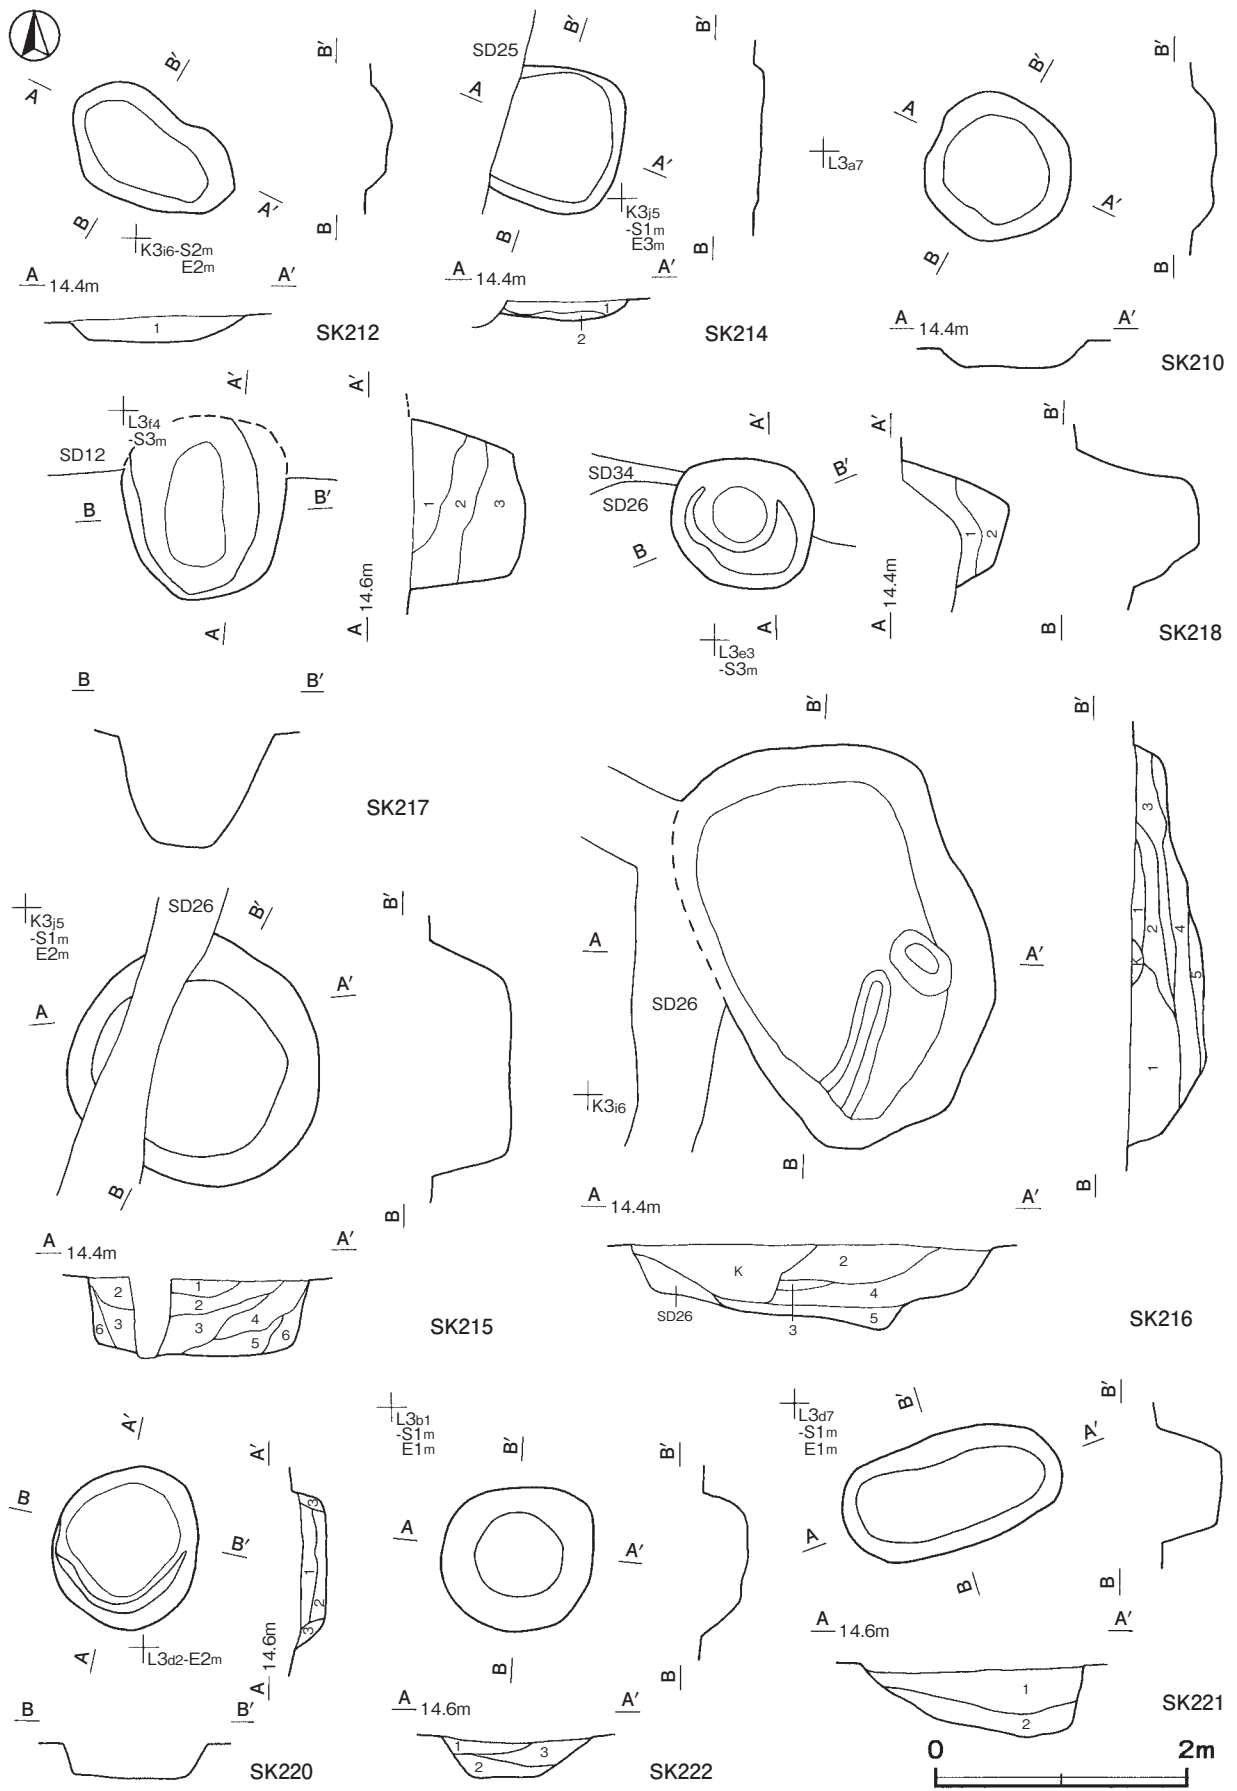 A
A′
B
B′
K3i6-S2m
E2m
B′
B
A
14.4m
A′
1
SK212
SD25
B′
A
A′
B
K3j5
-S1m
E3m
B′
B
A
14.4m
A′
1
2
SK214
L3a7
B′
A
A′
B
B′
B
A
14.4m
A′
SK210
L3f4
-S3m
SD12
A′
B
B′
A
A′
1
2
3
A
14.6m
B
B′
SK217
SD34
SD26
A′
B′
B
A
L3e3
-S3m
A′
1
2
A
14.4m
B′
B
SK218
K3j5
-S1m
E2m
SD26
B′
A
A′
B
B′
B
A
14.4m
A′
2
3
6
1
2
3
4
5
6
SK215
B′
A
A′
SD26
K3i6
B
B′
3
1
2
K
4
5
1
B
A
14.4m
A′
K
2
4
5
3
SD26
SK216
A′
B
B′
A
L3d2-E2m
A′
3
1
2
3
A
14.6m
B
B′
SK220
L3b1
-S1m
E1m
B′
A
A′
B
B′
B
A
14.6m
A′
1
2
3
SK222
L3d7
-S1m
E1m
B′
A′
A
B
B′
B
A
14.6m
A′
1
2
SK221
0
2m